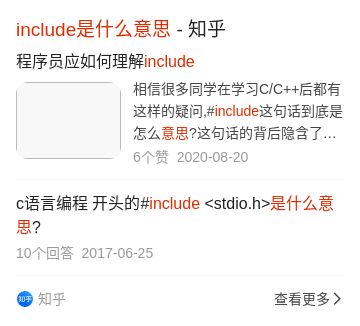 include是什么意思 - 知乎
程序员应如何理解include
相信很多同学在学习C/C++后都有
这样的疑问,#include这句话到底是
怎么意思?这句话的背后隐含了...
6个赞 2020-08-20
c语言编程 开头的#include <stdio.h>是什么意
思?
10个回答 2017-06-25
知乎 知乎
查看更多